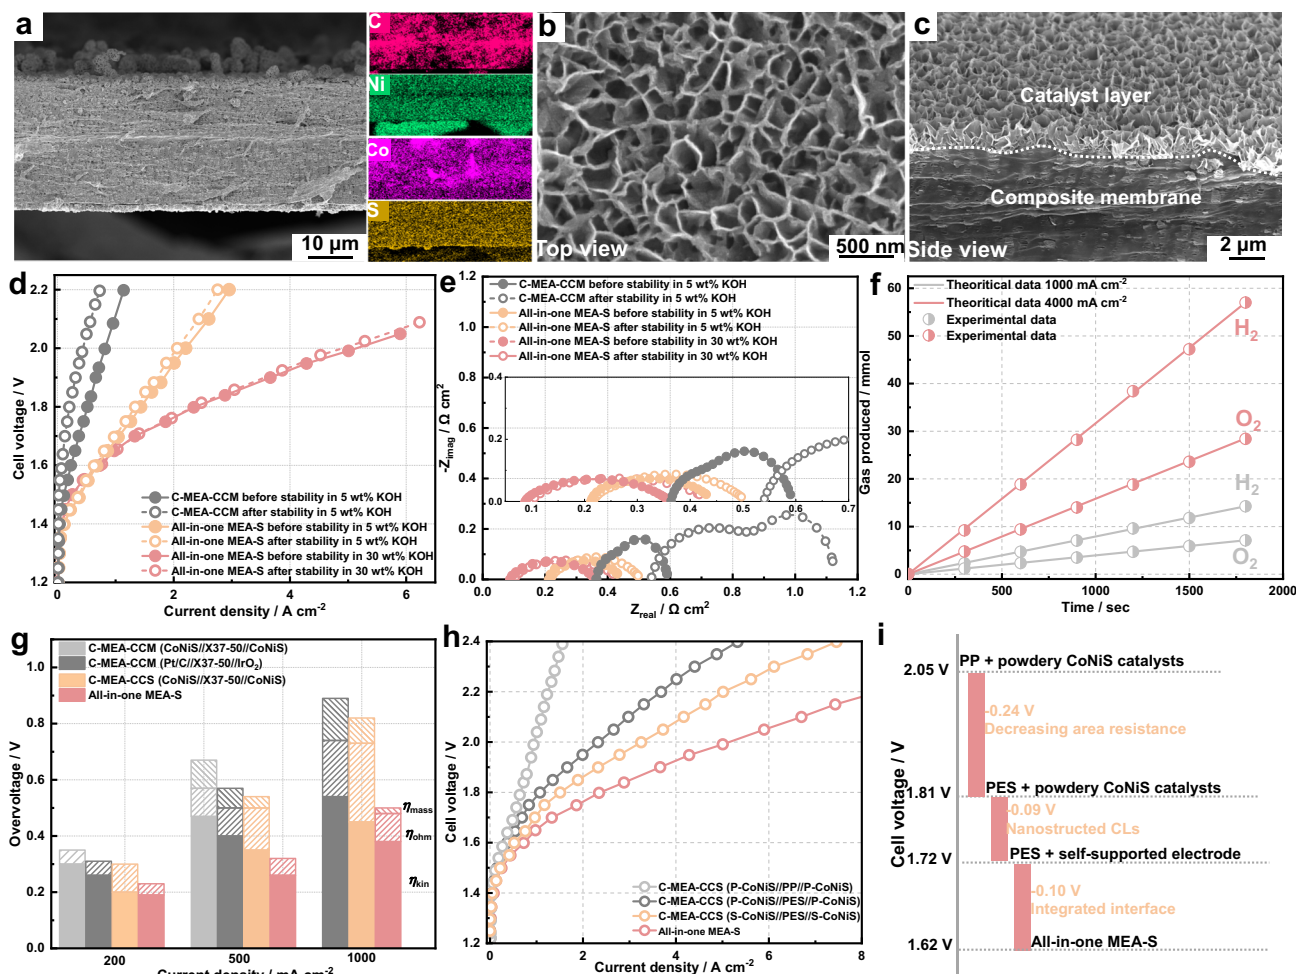 a
C
Ni
Co
S
10 μm
b
Top view
500 nm
c
Catalyst layer
Composite membrane
Side view
2 μm
d
Cell voltage / V
2.2
2.0
1.8
1.6
1.4
1.2
C-MEA-CCM before stability in 5 wt% KOH
C-MEA-CCM after stability in 5 wt% KOH
All-in-one MEA-S before stability in 5 wt% KOH
All-in-one MEA-S after stability in 5 wt% KOH
All-in-one MEA-S before stability in 30 wt% KOH
All-in-one MEA-S after stability in 30 wt% KOH
0 2 4 6
Current density / A cm⁻²
e
-Z_imag / Ω cm²
C-MEA-CCM before stability in 5 wt% KOH
C-MEA-CCM after stability in 5 wt% KOH
All-in-one MEA-S before stability in 5 wt% KOH
All-in-one MEA-S after stability in 5 wt% KOH
All-in-one MEA-S before stability in 30 wt% KOH
All-in-one MEA-S after stability in 30 wt% KOH
1.0
0.8
0.6
0.4
0.2
0.0
0.4
0.2
0.0
0.1 0.2 0.3 0.4 0.5 0.6 0.7
0.0 0.2 0.4 0.6 0.8 1.0 1.2
Z_real / Ω cm²
f
Gas produced / mmol
60
50
40
30
20
10
0
Theoritical data 1000 mA cm⁻²
Theoritical data 4000 mA cm⁻²
Experimental data
Experimental data
H₂
O₂
H₂
O₂
0 500 1000 1500 2000
Time / sec
g
Overvoltage / V
1.0
0.8
0.6
0.4
0.2
0.0
C-MEA-CCM (CoNiS//X37-50//CoNiS)
C-MEA-CCM (Pt/C//X37-50//IrO₂)
C-MEA-CCS (CoNiS//X37-50//CoNiS)
All-in-one MEA-S
η_mass
η_ohm
η_kin
200 500 1000
Current density / mA cm⁻²
h
Cell voltage / V
2.4
2.2
2.0
1.8
1.6
1.4
1.2
C-MEA-CCS (P-CoNiS//PP//P-CoNiS)
C-MEA-CCS (P-CoNiS//PES//P-CoNiS)
C-MEA-CCS (S-CoNiS//PES//S-CoNiS)
All-in-one MEA-S
0 2 4 6 8
Current density / A cm⁻²
i
Cell voltage / V
2.05 V
PP + powdery CoNiS catalysts
-0.24 V
Decreasing area resistance
1.81 V
PES + powdery CoNiS catalysts
-0.09 V
Nanostructed CLs
1.72 V
PES + self-supported electrode
-0.10 V
Integrated interface
1.62 V
All-in-one MEA-S